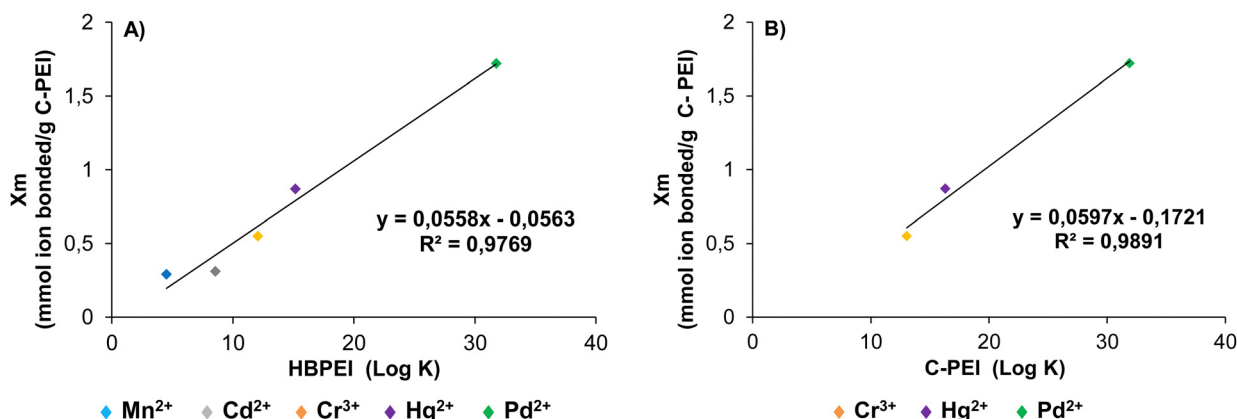 A)
2
1,5
1
0,5
0
Xm
(mmol ion bonded/g C-PEI)
y = 0,0558x - 0,0563
R² = 0,9769
0 10 20 30 40
HBPEI (Log K)
Mn²⁺ Cd²⁺ Cr³⁺ Hg²⁺ Pd²⁺
B)
2
1,5
1
0,5
0
Xm
(mmol ion bonded/g C- PEI)
y = 0,0597x - 0,1721
R² = 0,9891
0 10 20 30 40
C-PEI (Log K)
Cr³⁺ Hg²⁺ Pd²⁺